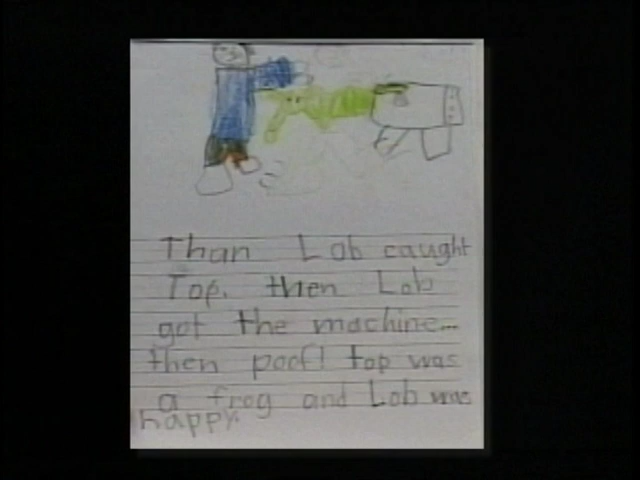 Than Lob caught
Top. then Lob
got the machine...
then poof! top was
a frog and Lob was
happy.